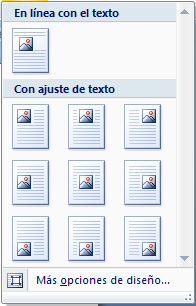 En línea con el texto
Con ajuste de texto
Más opciones de diseño...